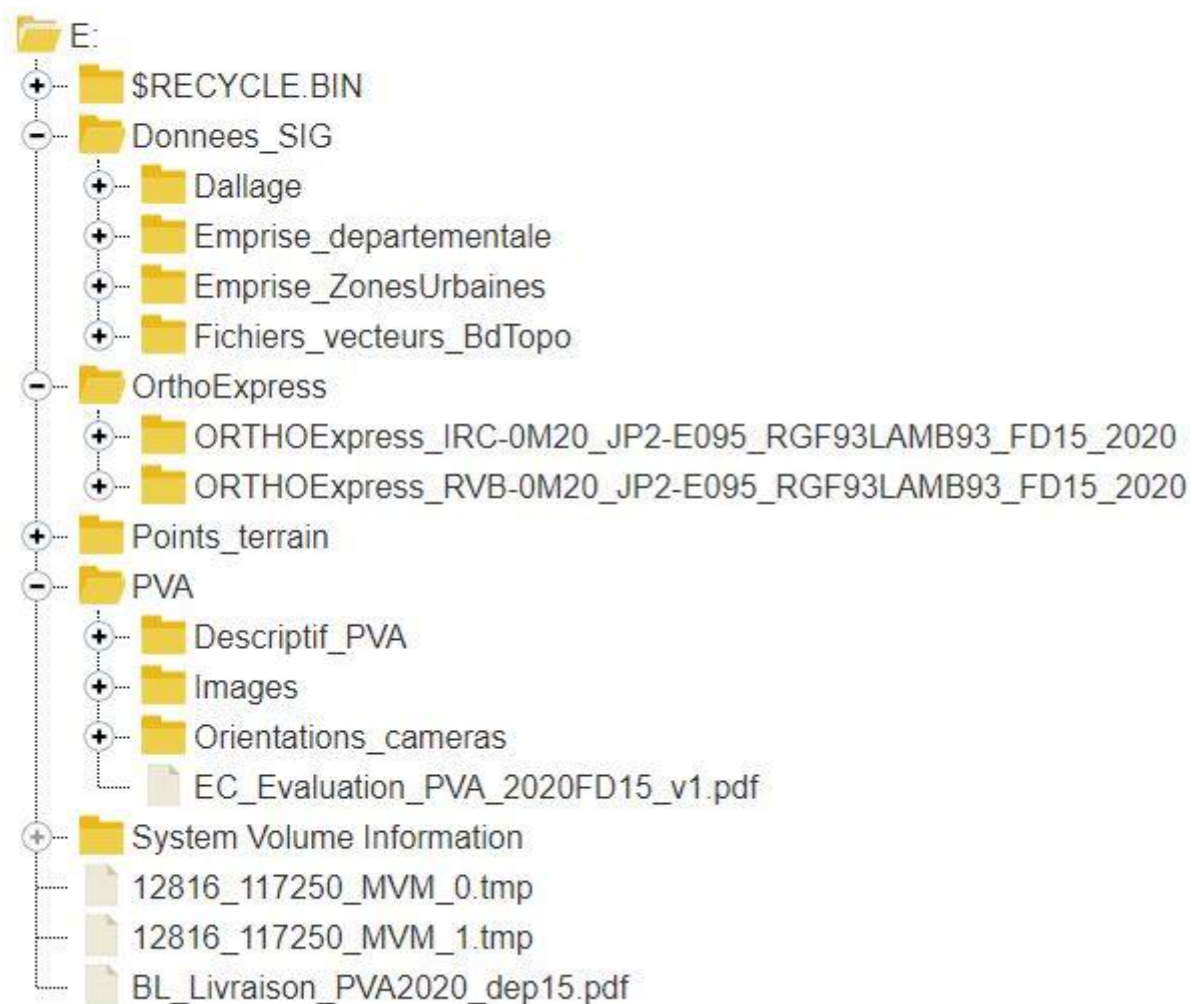 E:
$RECYCLE.BIN
Donnees_SIG
Dallage
Emprise_departementale
Emprise_ZonesUrbaines
Fichiers_vecteurs_BdTopo
OrthoExpress
ORTHOExpress_IRC-0M20_JP2-E095_RGF93LAMB93_FD15_2020
ORTHOExpress_RVB-0M20_JP2-E095_RGF93LAMB93_FD15_2020
Points_terrain
PVA
Descriptif_PVA
Images
Orientations_cameras
EC_Evaluation_PVA_2020FD15_v1.pdf
System Volume Information
12816_117250_MVM_0.tmp
12816_117250_MVM_1.tmp
BL_Livraison_PVA2020_dep15.pdf